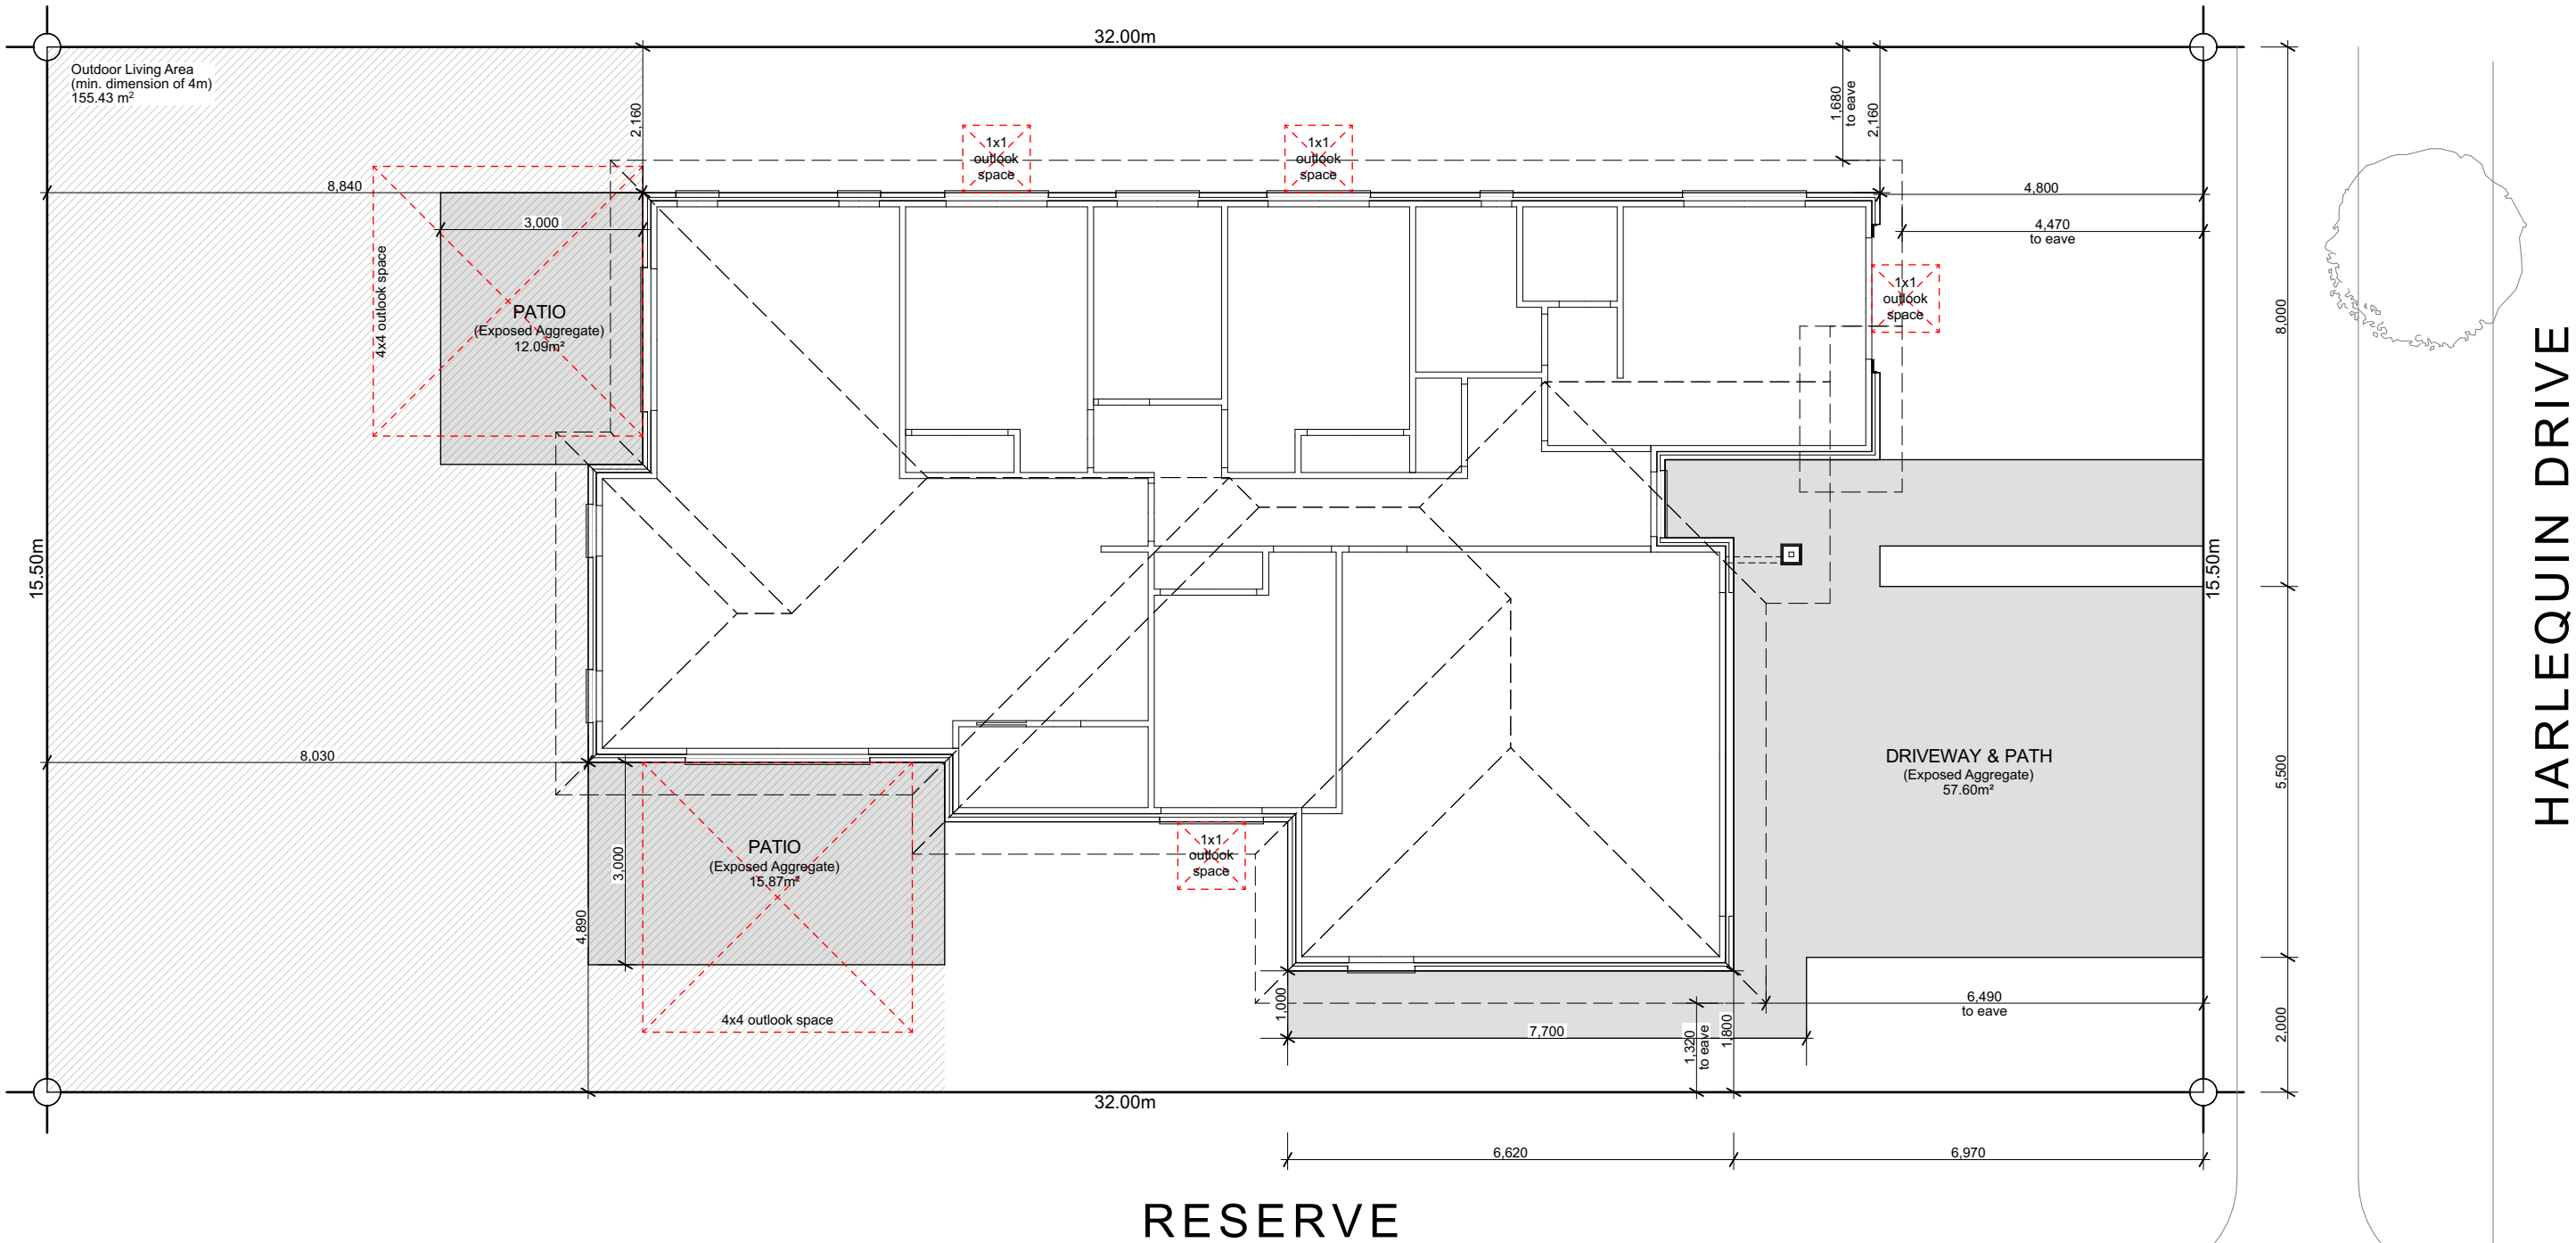 32.00m
Outdoor Living Area
(min. dimension of 4m)
155.43 m²
2,160
1,680
to eave
2,160
1x1
outlook
space
1x1
outlook
space
8,840
4,800
3,000
4,470
to eave
4x4 outlook space
PATIO
(Exposed Aggregate)
12.09m²
1x1
outlook
space
8,000
HARLEQUIN DRIVE
15.50m
15.50m
8,030
DRIVEWAY & PATH
(Exposed Aggregate)
57.60m²
5,500
3,000
PATIO
(Exposed Aggregate)
15.87m²
1x1
outlook
space
4,890
4x4 outlook space
1,000
7,700
1,320
to eave
1,800
6,490
to eave
2,000
32.00m
6,620
6,970
RESERVE